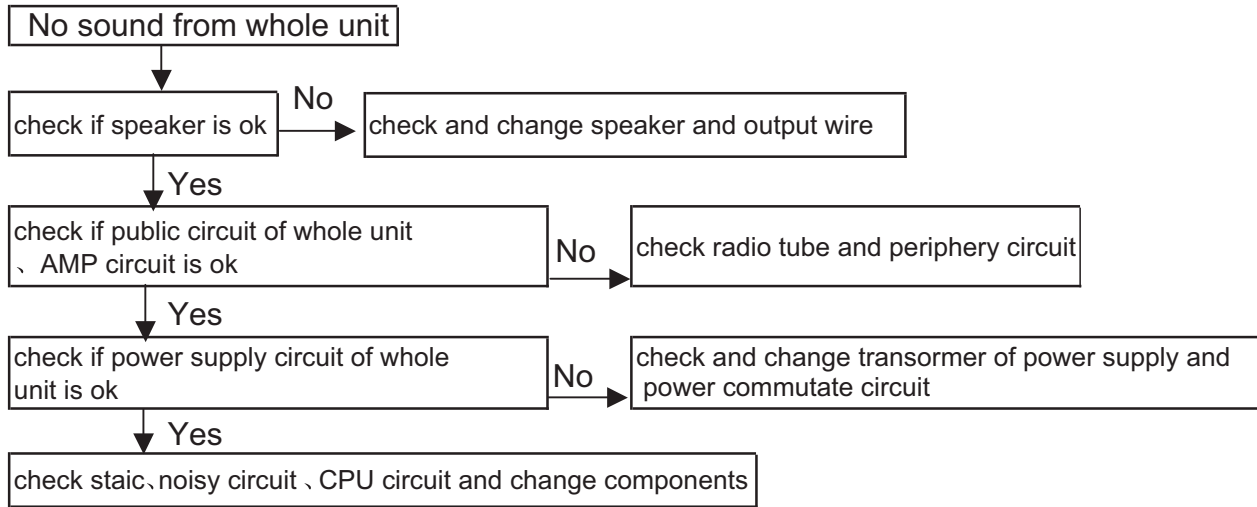 No sound from whole unit
check if speaker is ok
No
check and change speaker and output wire
Yes
check if public circuit of whole unit
、AMP circuit is ok
No
check radio tube and periphery circuit
Yes
check if power supply circuit of whole
unit is ok
No
check and change transormer of power supply and
power commutate circuit
Yes
check staic、noisy circuit 、CPU circuit and change components